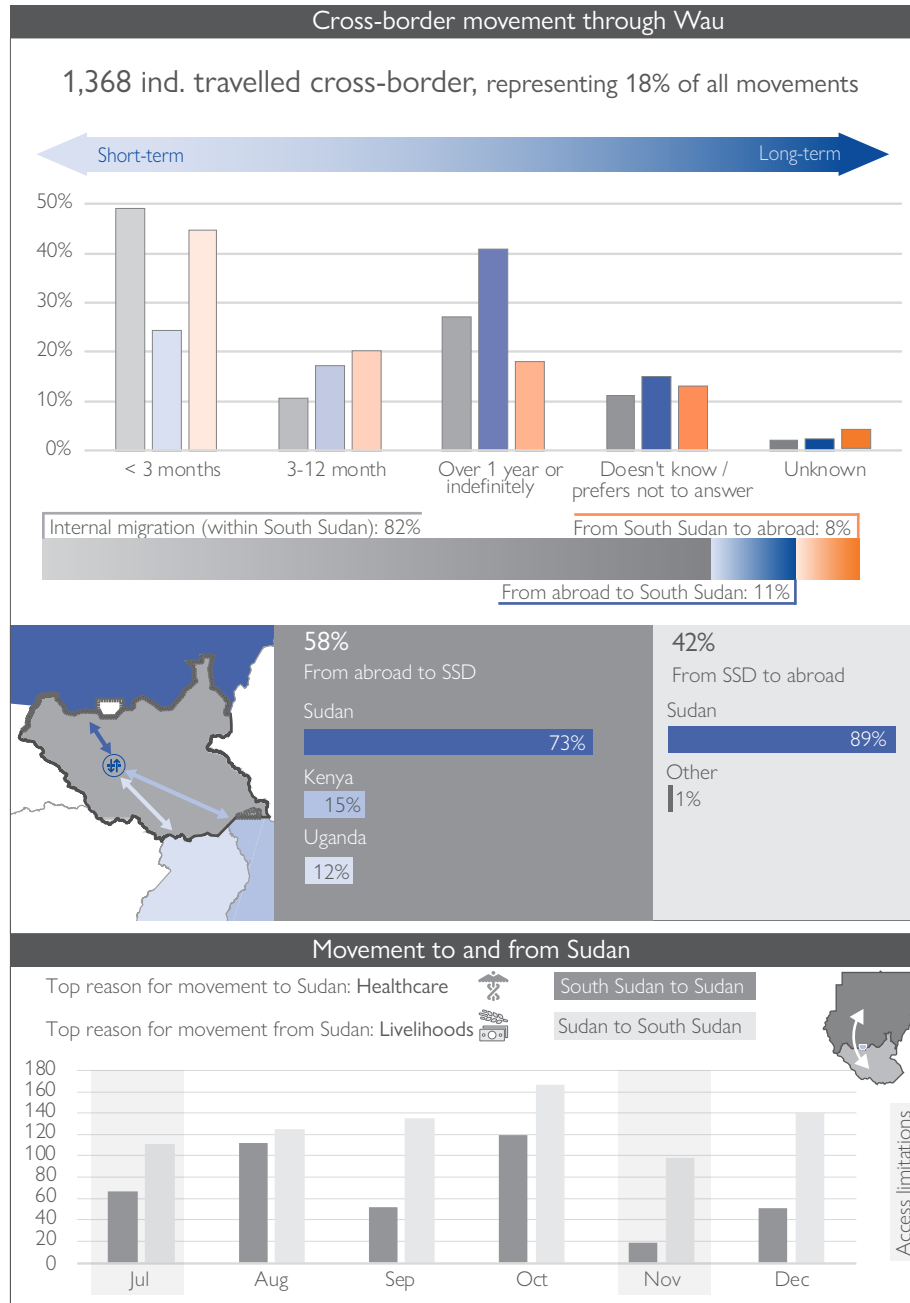 Cross-border movement through Wau
1,368 ind. travelled cross-border, representing 18% of all movements
Short-term
Long-term
50%
40%
30%
20%
10%
0%
< 3 months
3-12 month
Over 1 year or
indefinitely
Doesn't know /
prefers not to answer
Unknown
Internal migration (within South Sudan): 82%
From South Sudan to abroad: 8%
From abroad to South Sudan: 11%
58%
From abroad to SSD
Sudan
73%
Kenya
15%
Uganda
12%
42%
From SSD to abroad
Sudan
89%
Other
1%
Movement to and from Sudan
Top reason for movement to Sudan: Healthcare
Top reason for movement from Sudan: Livelihoods
South Sudan to Sudan
Sudan to South Sudan
180
160
140
120
100
80
60
40
20
0
Jul
Aug
Sep
Oct
Nov
Dec
Access limitations